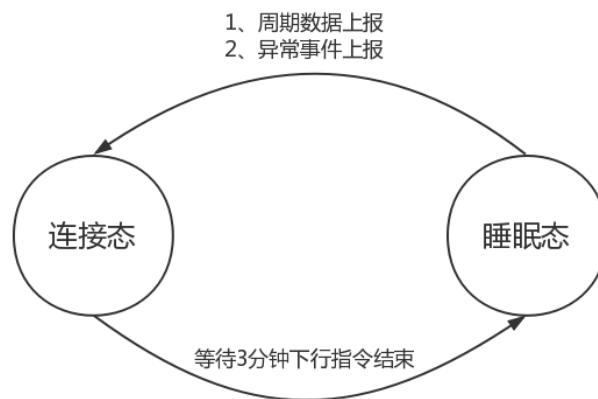 1、周期数据上报
2、异常事件上报
连接态
睡眠态
等待3分钟下行指令结束